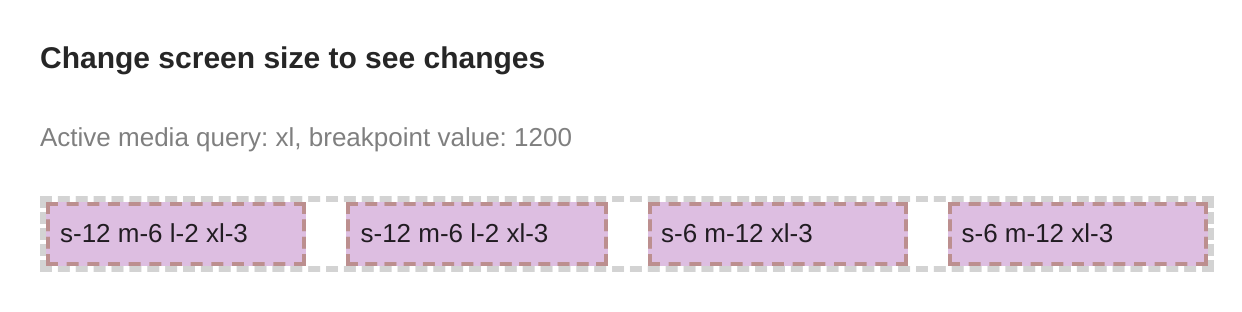 Change screen size to see changes
Active media query: xl, breakpoint value: 1200
s-12 m-6 l-2 xl-3 s-12 m-6 l-2 xl-3 s-6 m-12 xl-3 s-6 m-12 xl-3